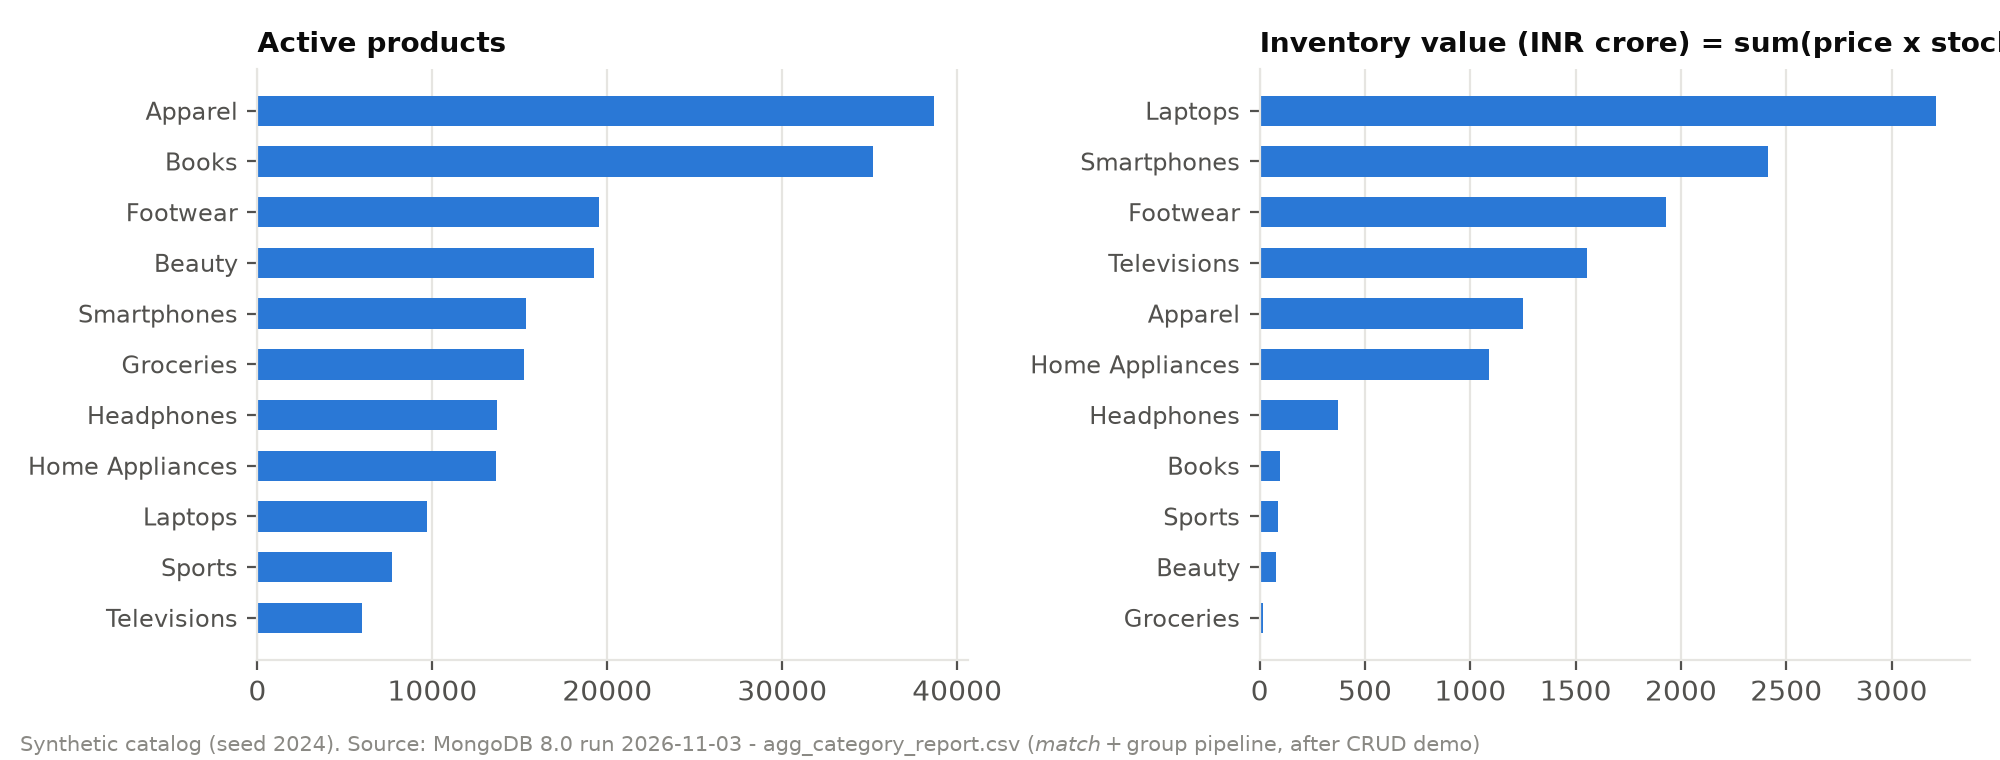 Active products
Apparel
Books
Footwear
Beauty
Smartphones
Groceries
Headphones
Home Appliances
Laptops
Sports
Televisions
0 10000 20000 30000 40000
Inventory value (INR crore) = sum(price x stoc
Laptops
Smartphones
Footwear
Televisions
Apparel
Home Appliances
Headphones
Books
Sports
Beauty
Groceries
0 500 1000 1500 2000 2500 3000
Synthetic catalog (seed 2024). Source: MongoDB 8.0 run 2026-11-03 - agg_category_report.csv (match + group pipeline, after CRUD demo)